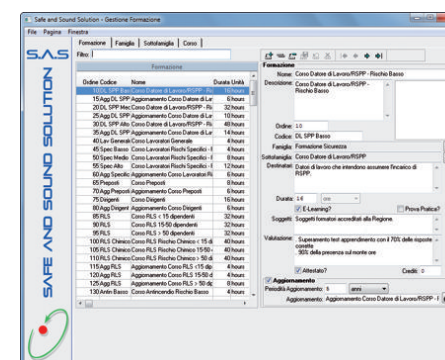 Safe and Sound Solution - Gestione Formazione
File Pagina Finestra
S.A.S
SAFE AND SOUND SOLUTION
Formazione Famiglia Sottofamiglia Corso
Filtro:
Formazione
Ordine Codice Nome Durata Unità
10 DL SPP Bas Corso Datore di Lavoro/RSPP - Ri 16 hours
15 Agg DL SPP Aggiornamento Corso Datore di La 6 hours
20 DL SPP Mec Corso Datore di Lavoro/RSPP - Ri 32 hours
25 Agg DL SPP Aggiornamento Corso Datore di La 10 hours
30 DL SPP Alto Corso Datore di Lavoro/RSPP - Ri 48 hours
35 Agg DL SPP Aggiornamento Corso Datore di La 14 hours
40 Lav Generali Corso Lavoratori Generale 4 hours
45 Spec Basso Corso Lavoratori Rischi Specifici - R 4 hours
50 Spec Medio Corso Lavoratori Rischi Specifici - R 8 hours
55 Spec Alto Corso Lavoratori Rischi Specifici - R 12 hours
60 Agg Specific Aggiornamento Corso Lavoratori Ris 6 hours
65 Preposti Corso Preposti 8 hours
70 Agg Preposti Aggiornamento Corso Preposti 6 hours
75 Dirigenti Corso Dirigenti 16 hours
80 Agg Dirigent Aggiornamento Corso Dirigenti 6 hours
85 RLS Corso RLS < 15 dipendenti 32 hours
90 RLS Corso RLS 15-50 dipendenti 32 hours
95 RLS Corso RLS > 50 dipendenti 32 hours
100 RLS Chimico Corso RLS Rischio Chimico < 15 di 40 hours
105 RLS Chimico Corso RLS Rischio Chimico 15-50 40 hours
110 RLS Chimico Corso RLS Rischio Chimico > 50 di 40 hours
115 Agg RLS Aggiornamento Corso RLS <15 dip 4 hours
120 Agg RLS Aggiornamento Corso RLS 15-50 d 4 hours
125 Agg RLS Aggiornamento Corso RLS > 50 dip 8 hours
130 Antin Basso Corso Antincendio Rischio Basso 4 hours
Formazione
Nome: Corso Datore di Lavoro/RSPP - Rischio Basso
Descrizione: Corso Datore di Lavoro/RSPP -
Rischio Basso
Ordine: 10
Codice: DL SPP Basso
Famiglia: Formazione Sicurezza
Sottofamiglia: Corso Datore di Lavoro/RSPP
Destinatari: Datori di lavoro che intendono assumere l'incarico di
RSPP.
Durata: 16 ore
E-Learning? Prova Pratica?
Soggetti: Soggetti formatori accreditati alla Regione.
Valutazione: . Superamento test apprendimento con il 70% delle risposte
corrette
. 90% della presenza sul monte ore
Attestato? Crediti: 0
Aggiornamento
Periodità Aggiornamento: 5 anni
Aggiornamento: Aggiornamento Corso Datore di Lavoro/RSPP - R